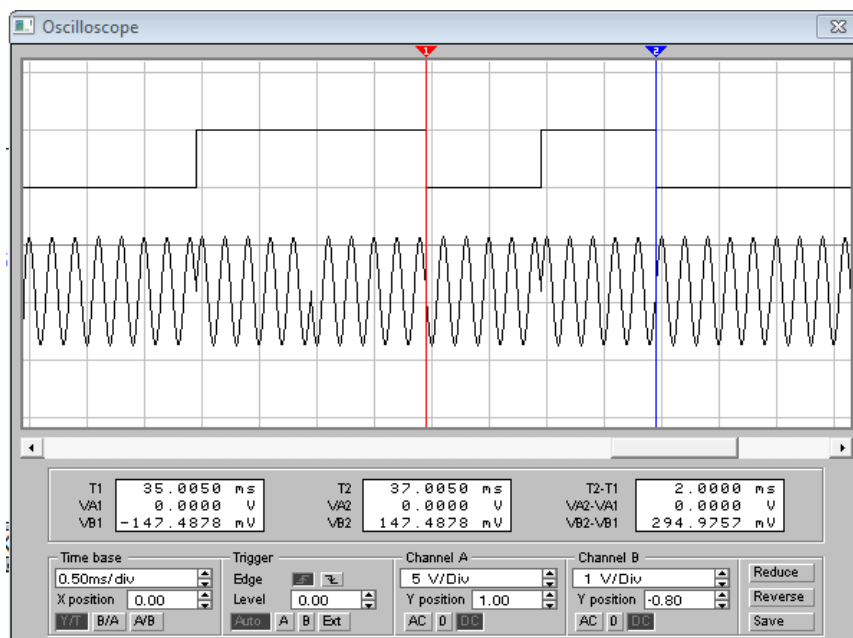 Oscilloscope
1 2
T1 35.0050 ms T2 37.0050 ms T2-T1 2.0000 ms
VA1 0.0000 V VA2 0.0000 V VA2-VA1 0.0000 V
VB1 -147.4878 mV VB2 147.4878 mV VB2-VB1 294.9757 mV
Time base Trigger Channel A Channel B
0.50ms/div Edge 5 V/Div 1 V/Div Reduce
X position 0.00 Level 0.00 Y position 1.00 Y position -0.80 Reverse
Y/T B/A A/B Auto A B Ext AC 0 DC AC 0 DC Save